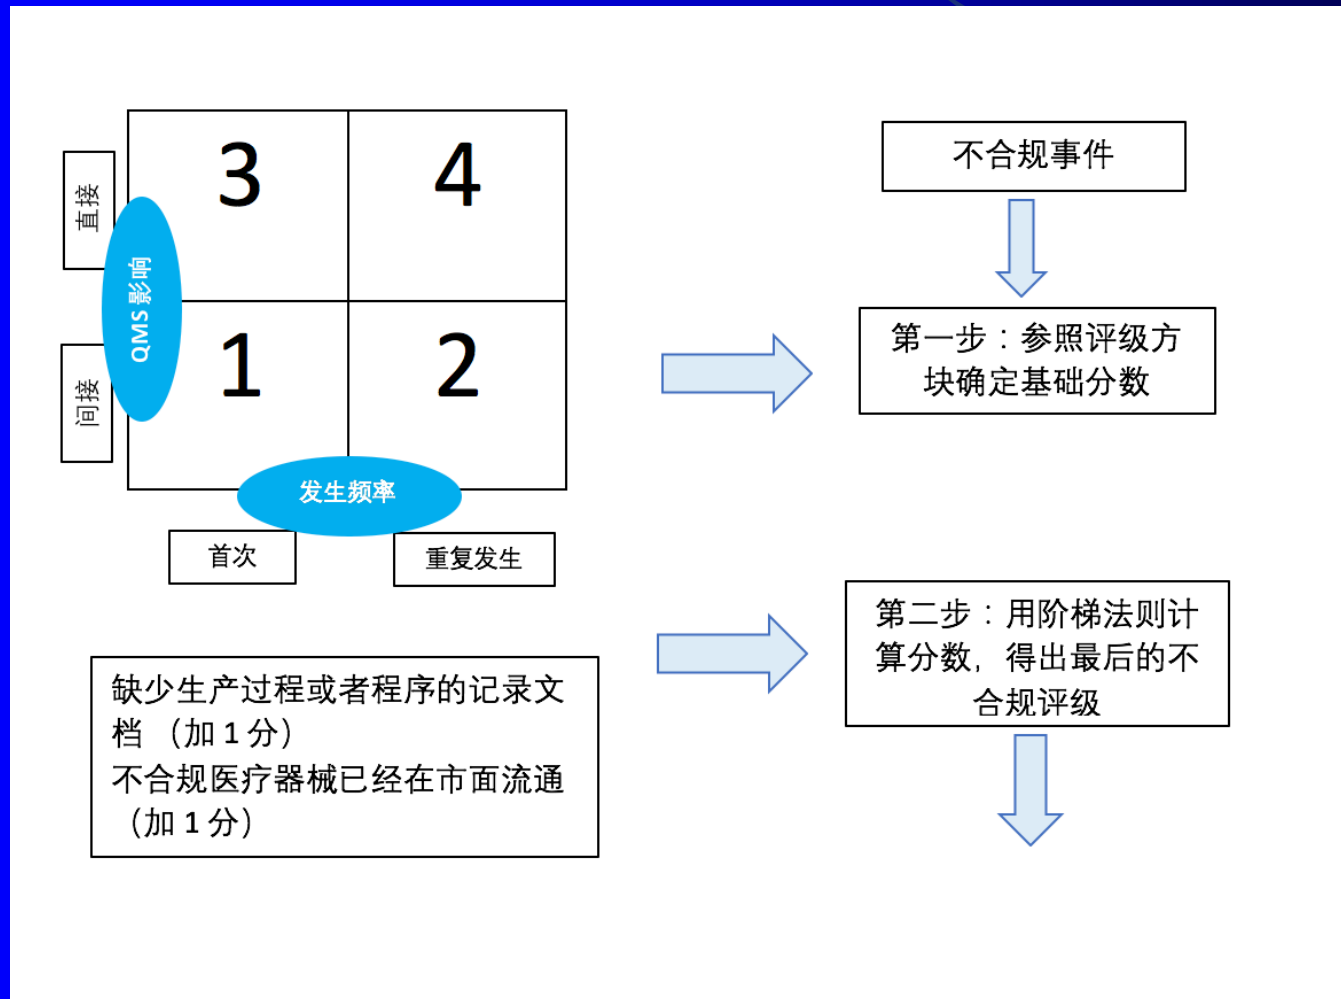 3
4
直接
QMS 影响
1
2
间接
发生频率
首次
重复发生
缺少生产过程或者程序的记录文
档 （加 1 分）
不合规医疗器械已经在市面流通
（加 1 分）
不合规事件
第一步：参照评级方
块确定基础分数
第二步：用阶梯法则计
算分数，得出最后的不
合规评级